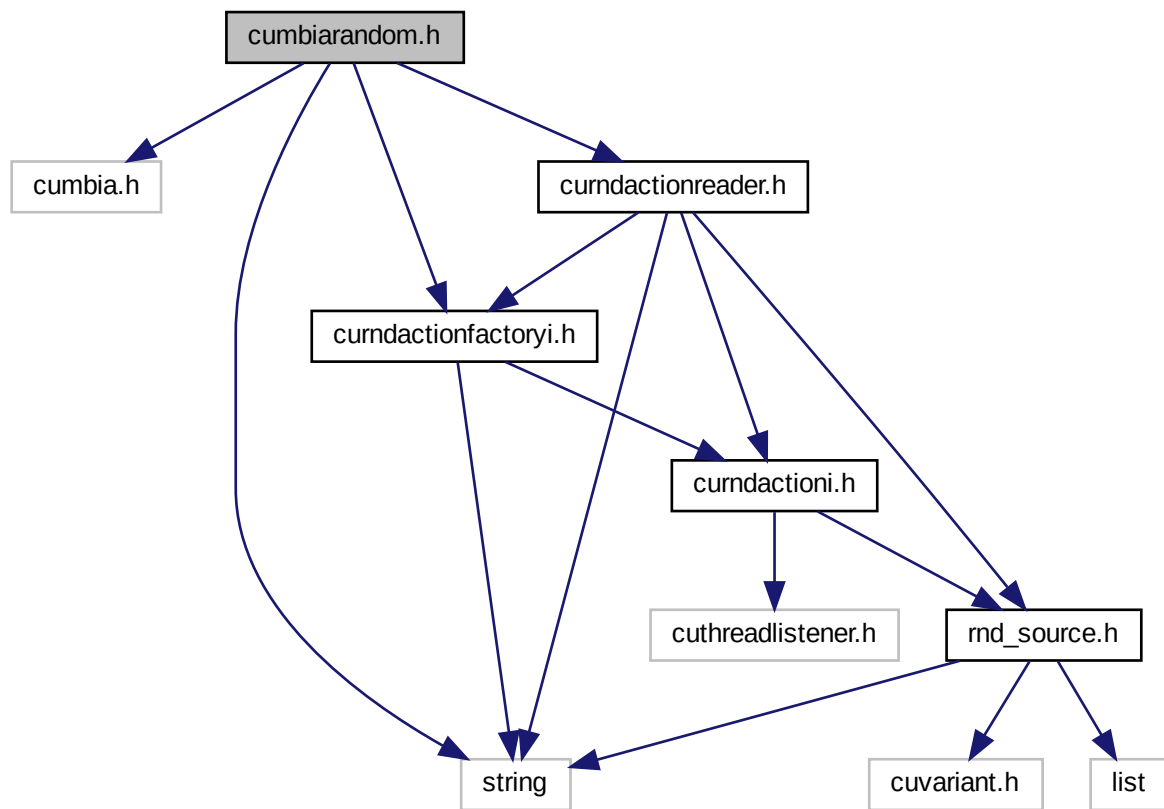 cumbiarandom.h
cumbia.h
curndactionreader.h
curndactionfactoryi.h
curndactioni.h
cuthreadlistener.h
rnd_source.h
string
cuvariant.h
list